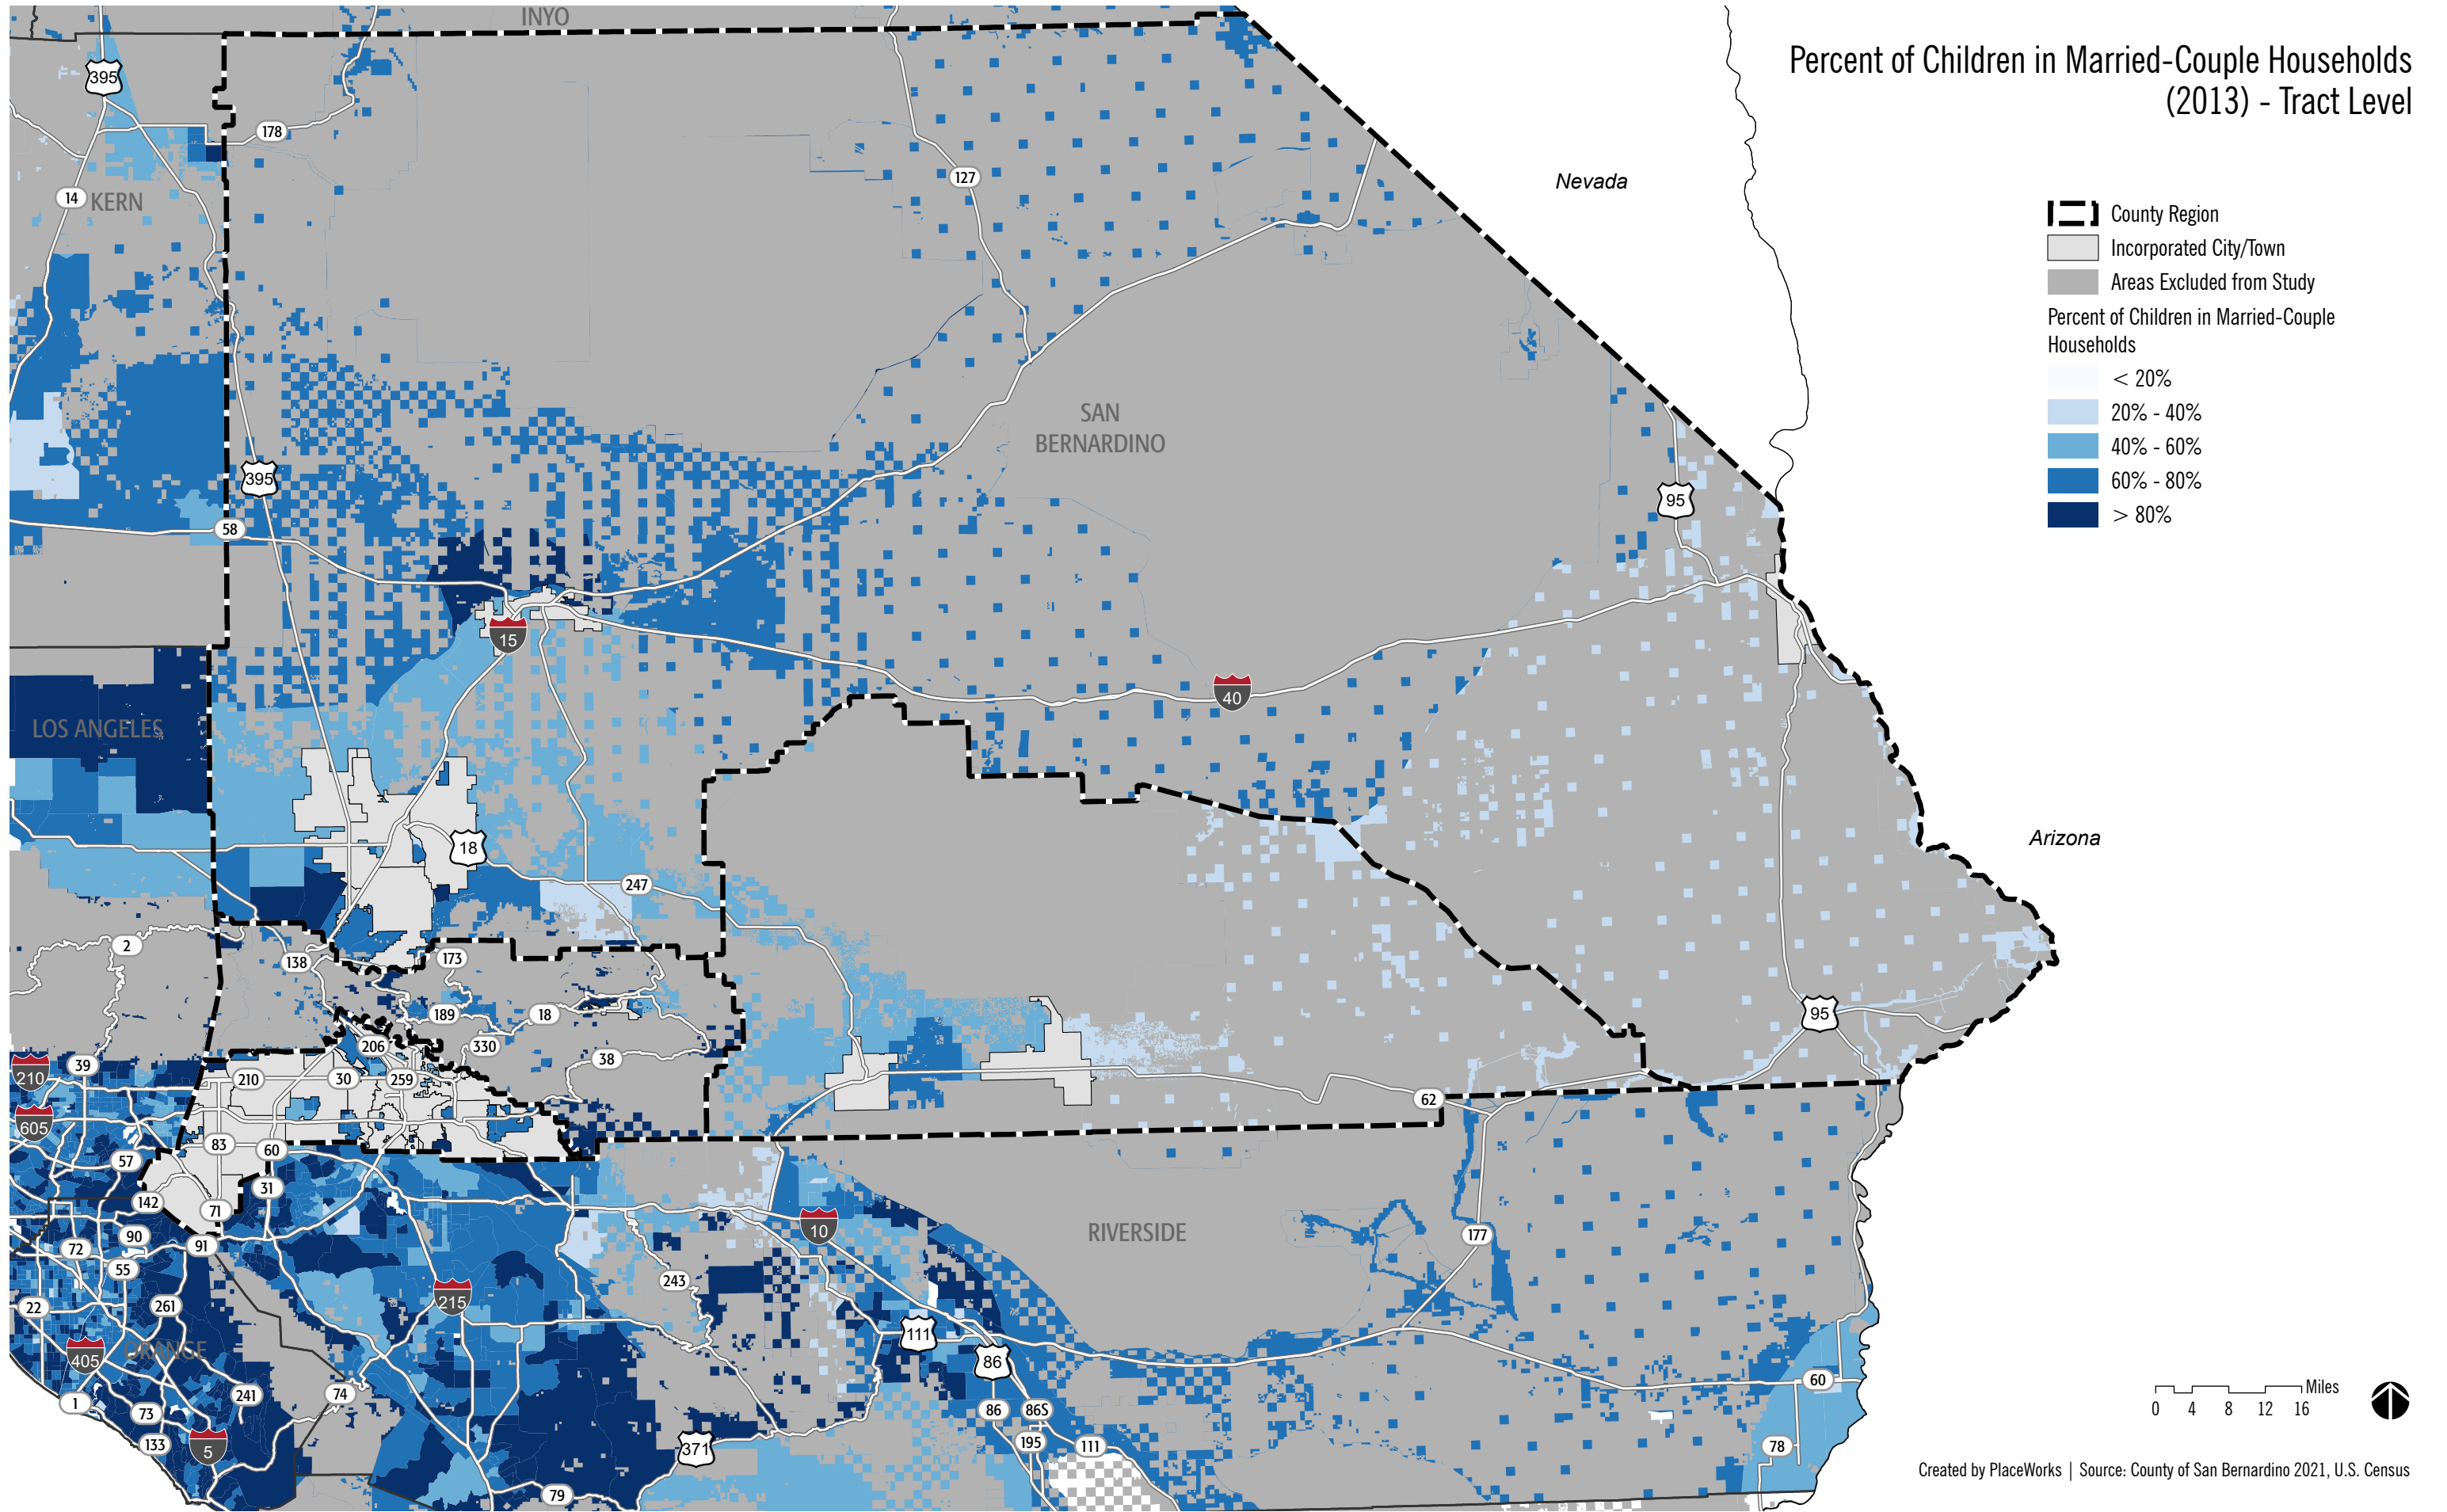 INYO
Percent of Children in Married-Couple Households
(2013) - Tract Level
395
178
127
Nevada
14
KERN
County Region
Incorporated City/Town
Areas Excluded from Study
Percent of Children in Married-Couple
Households
< 20%
20% - 40%
40% - 60%
60% - 80%
> 80%
SAN
BERNARDINO
395
95
58
15
40
LOS ANGELES
18
247
Arizona
2
138
173
189
18
95
206
330
38
210
39
210
30
259
62
605
83
60
57
142
31
71
10
RIVERSIDE
177
90
91
72
55
243
22
261
215
111
ORANGE
405
86
60
1
241
74
73
86
86S
133
5
371
195
111
78
79
Miles
0 4 8 12 16
Created by PlaceWorks | Source: County of San Bernardino 2021, U.S. Census